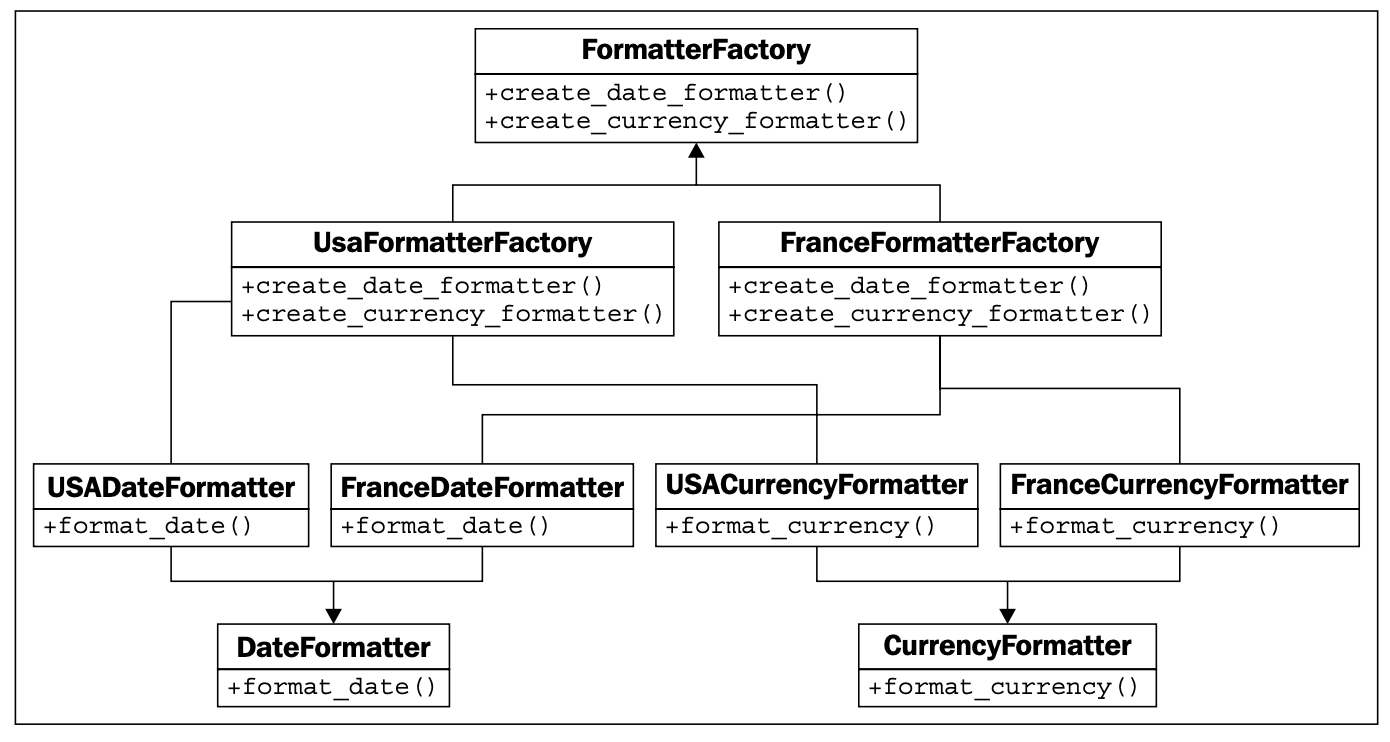 FormatterFactory
+create_date_formatter()
+create_currency_formatter()
UsaFormatterFactory
+create_date_formatter()
+create_currency_formatter()
FranceFormatterFactory
+create_date_formatter()
+create_currency_formatter()
USADateFormatter
+format_date()
FranceDateFormatter
+format_date()
USACurrencyFormatter
+format_currency()
FranceCurrencyFormatter
+format_currency()
DateFormatter
+format_date()
CurrencyFormatter
+format_currency()